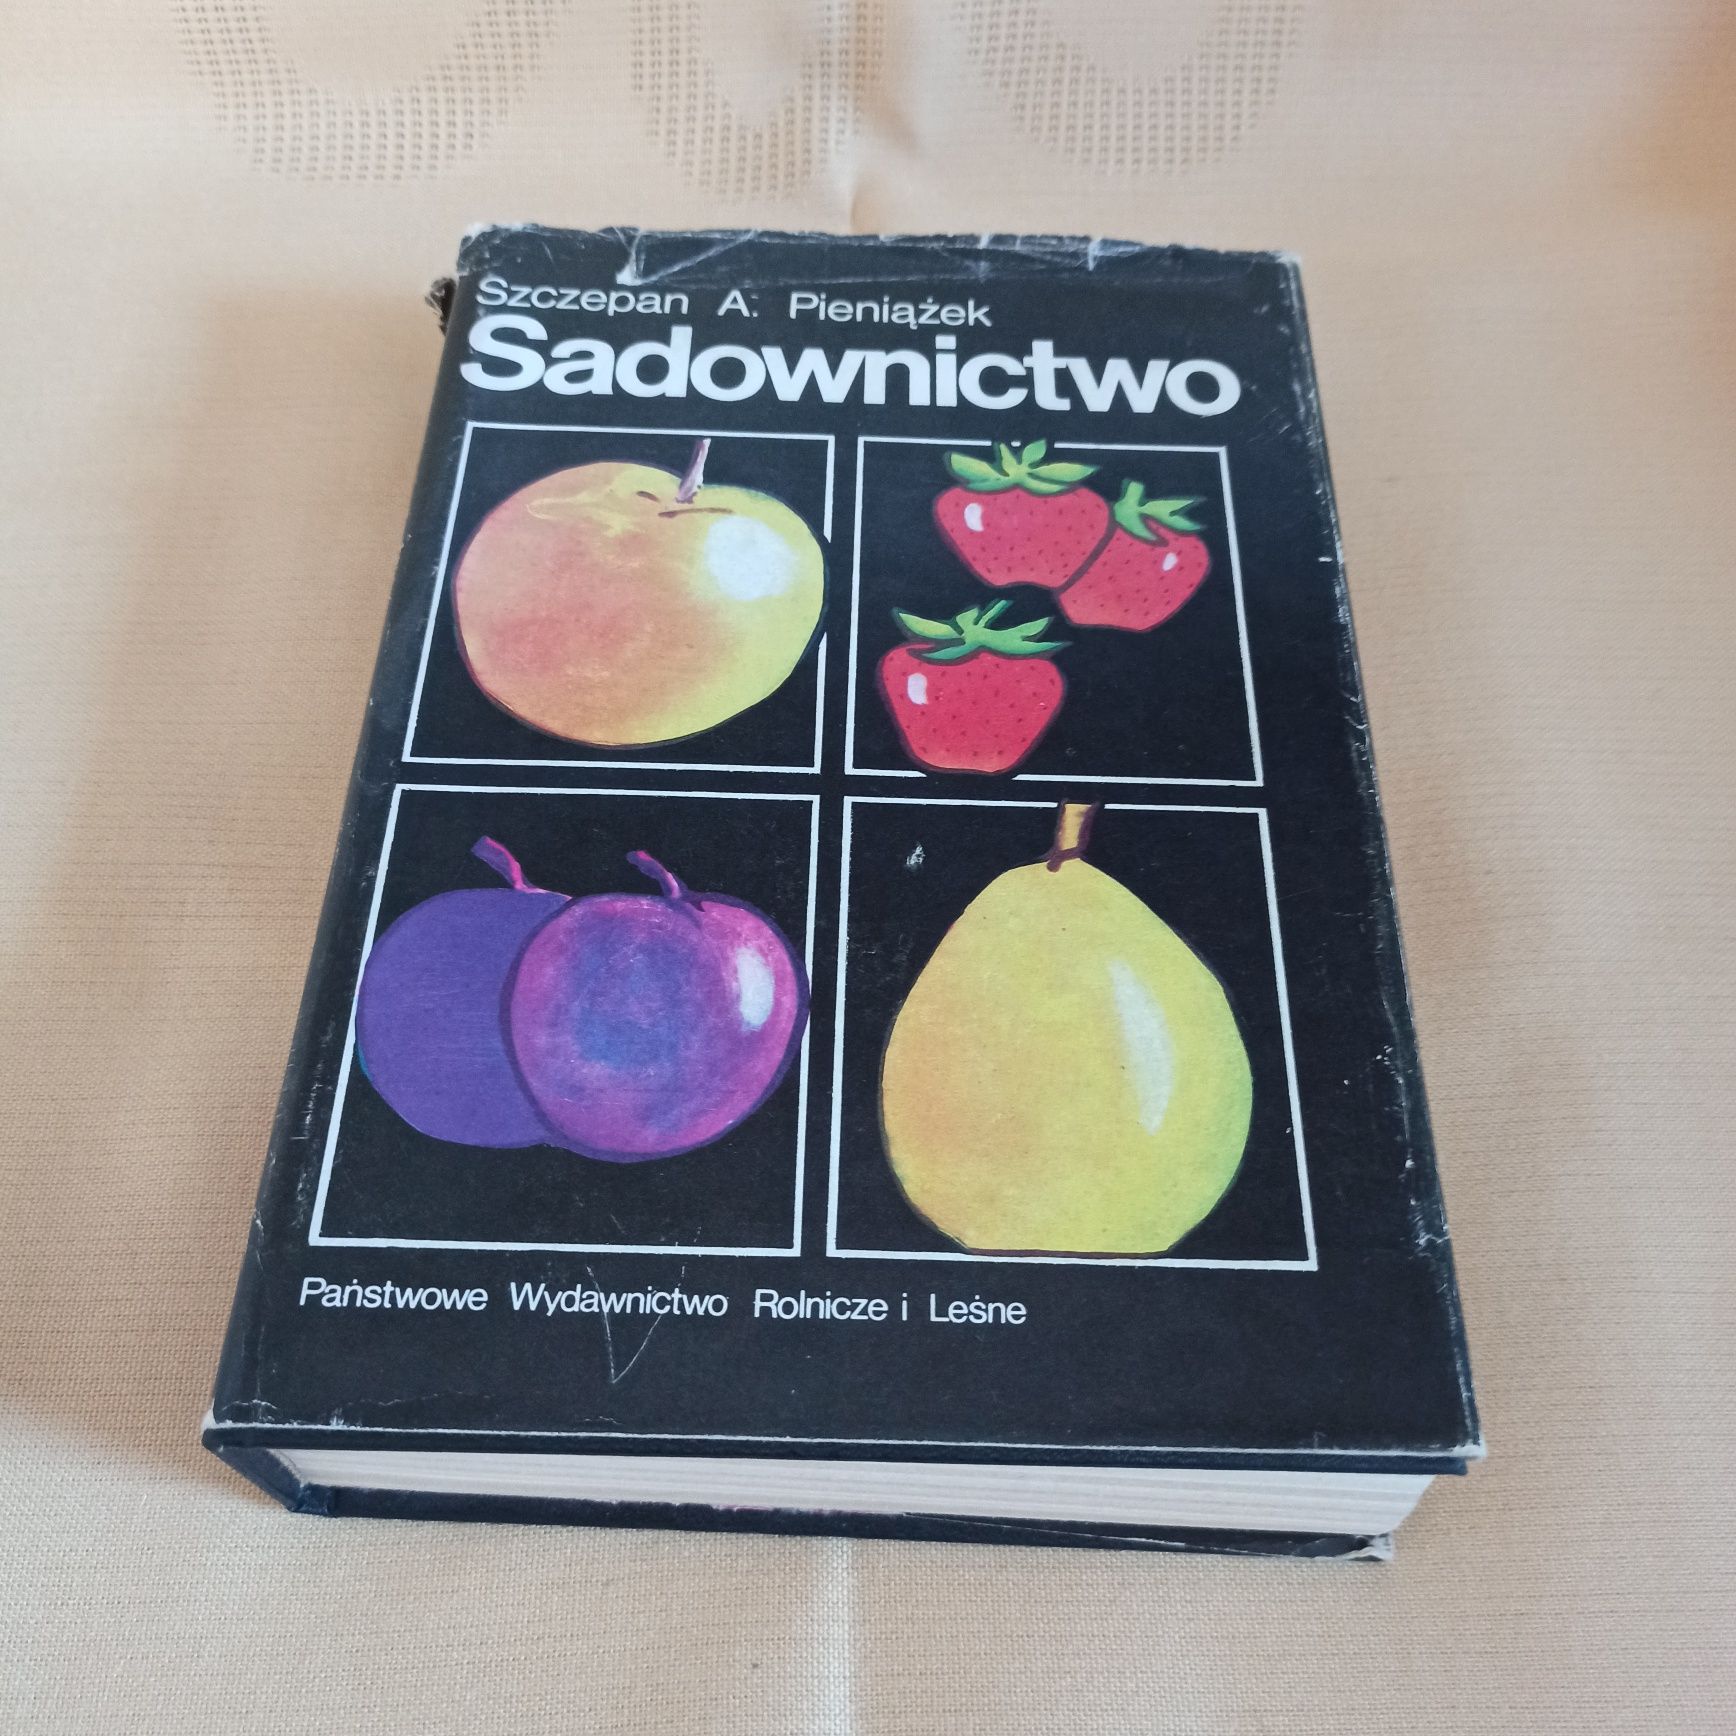 Szczepan A. Pieniążek
Sadownictwo
Państwowe Wydawnictwo Rolnicze i Leśne